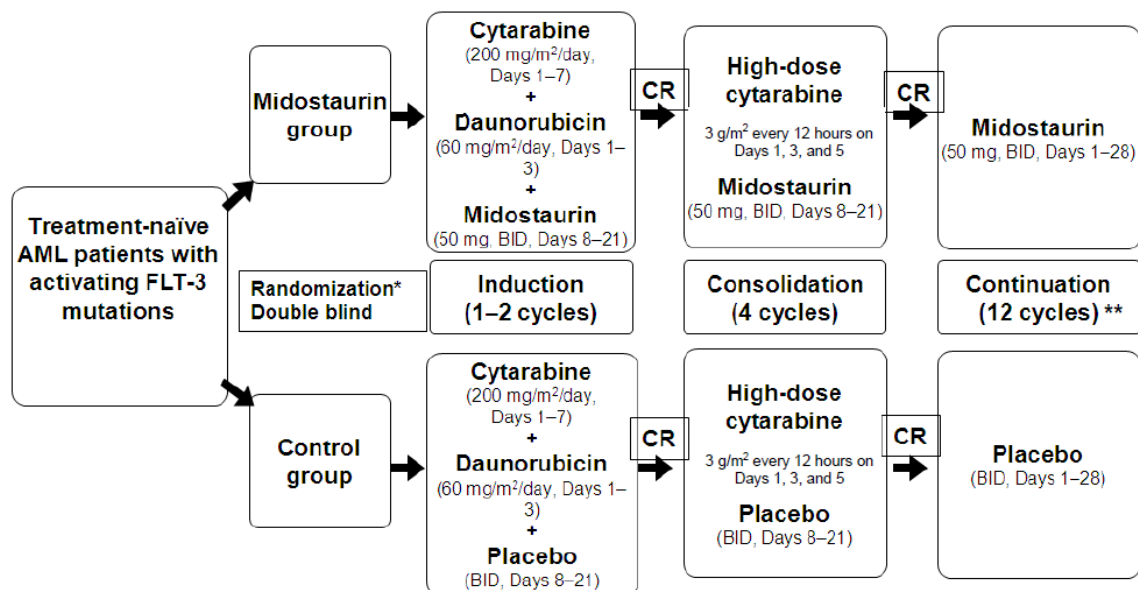 Treatment-naïve
AML patients with
activating FLT-3
mutations
Midostaurin
group
Cytarabine
(200 mg/m²/day,
Days 1–7)
+
Daunorubicin
(60 mg/m²/day, Days 1–
3)
+
Midostaurin
(50 mg, BID, Days 8–21)
CR
High-dose
cytarabine
3 g/m² every 12 hours on
Days 1, 3, and 5
Midostaurin
(50 mg, BID, Days 8–21)
CR
Midostaurin
(50 mg, BID, Days 1–28)
Randomization*
Double blind
Induction
(1–2 cycles)
Consolidation
(4 cycles)
Continuation
(12 cycles) **
Control
group
Cytarabine
(200 mg/m²/day,
Days 1–7)
+
Daunorubicin
(60 mg/m²/day, Days 1–
3)
+
Placebo
(BID, Days 8–21)
CR
High-dose
cytarabine
3 g/m² every 12 hours on
Days 1, 3, and 5
Placebo
(BID, Days 8–21)
CR
Placebo
(BID, Days 1–28)